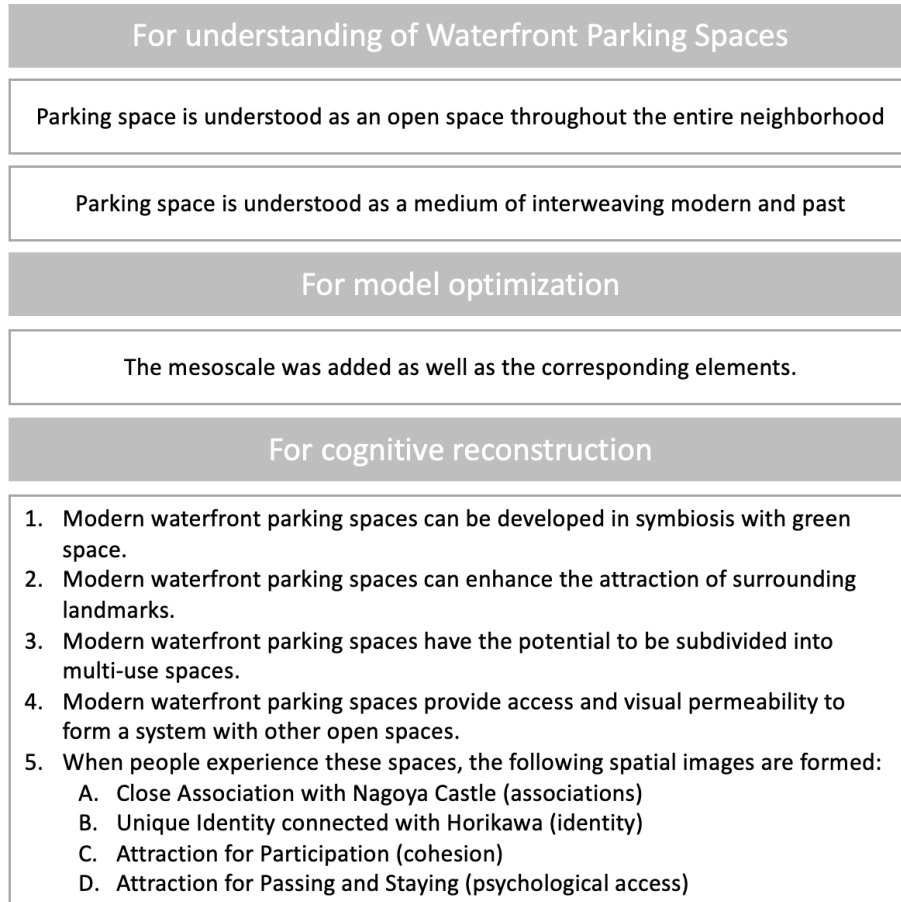 For understanding of Waterfront Parking Spaces
Parking space is understood as an open space throughout the entire neighborhood
Parking space is understood as a medium of interweaving modern and past
For model optimization
The mesoscale was added as well as the corresponding elements.
For cognitive reconstruction
1. Modern waterfront parking spaces can be developed in symbiosis with green
space.
2. Modern waterfront parking spaces can enhance the attraction of surrounding
landmarks.
3. Modern waterfront parking spaces have the potential to be subdivided into
multi-use spaces.
4. Modern waterfront parking spaces provide access and visual permeability to
form a system with other open spaces.
5. When people experience these spaces, the following spatial images are formed:
A. Close Association with Nagoya Castle (associations)
B. Unique Identity connected with Horikawa (identity)
C. Attraction for Participation (cohesion)
D. Attraction for Passing and Staying (psychological access)